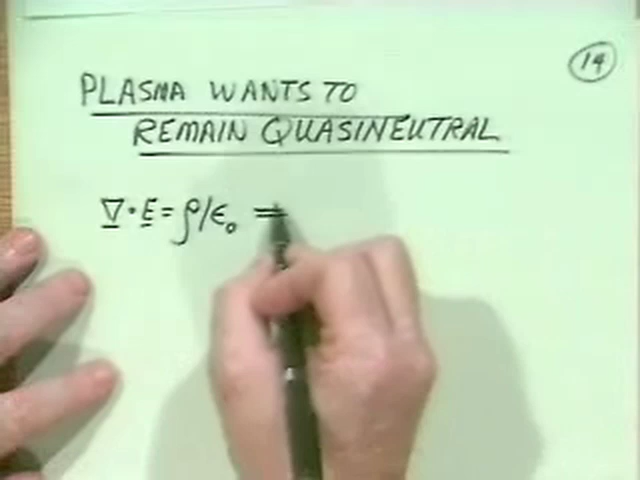 14
PLASMA WANTS TO
REMAIN QUASINEUTRAL
∇·E = ρ/ϵ₀ =